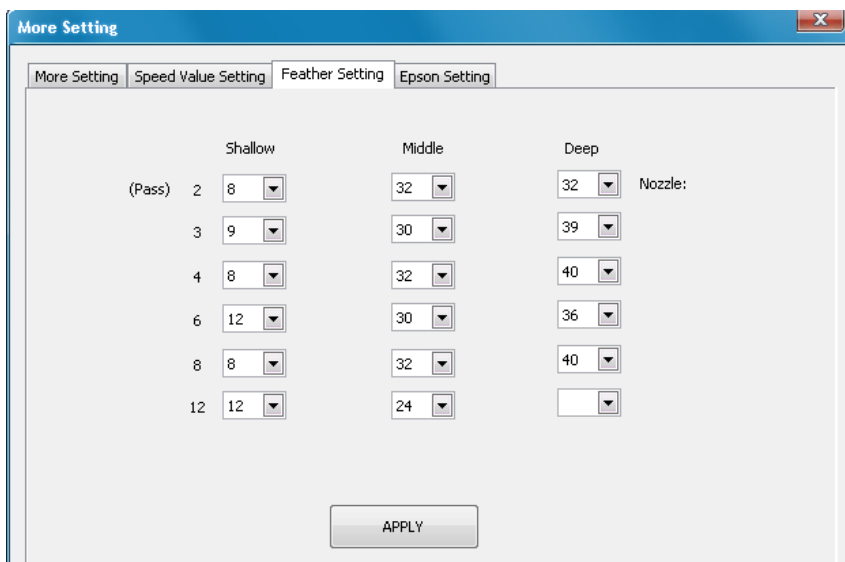 More Setting
More Setting Speed Value Setting Feather Setting Epson Setting
Shallow Middle Deep
(Pass) 2 8 32 32 Nozzle:
3 9 30 39
4 8 32 40
6 12 30 36
8 8 32 40
12 12 24
APPLY